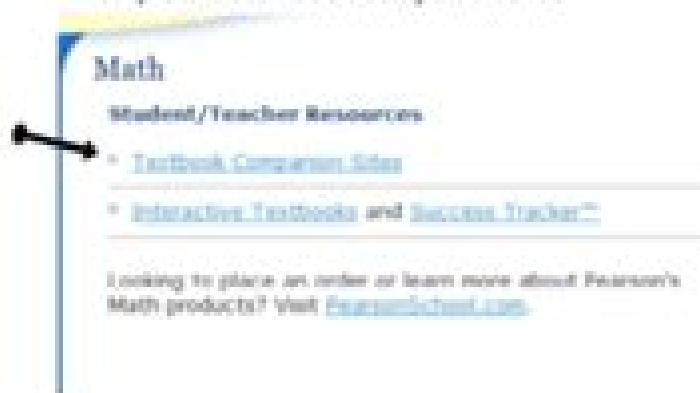 Math
Student/Teacher Resources
Textbook Companion Sites
Interactive Textbooks and Success Tracker™
Looking to place an order or learn more about Pearson's
Math products? Visit PearsonSchool.com.